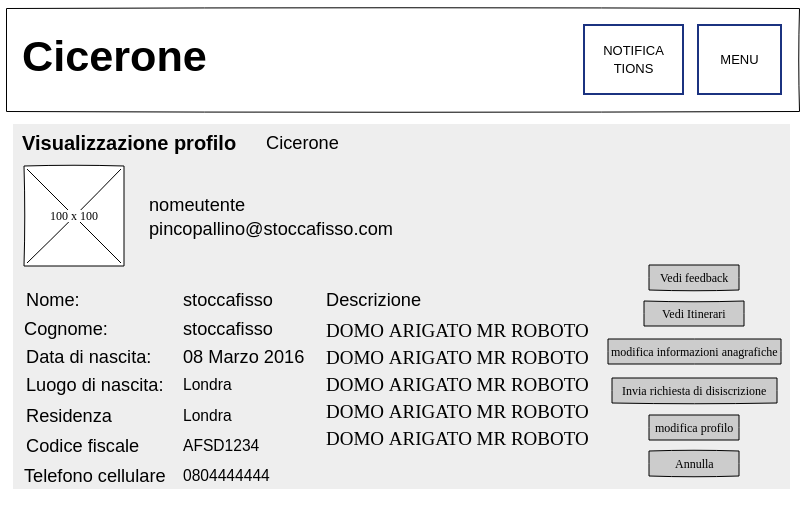 Cicerone
NOTIFICA
TIONS
MENU
Visualizzazione profilo Cicerone
100 x 100
nomeutente
pincopallino@stoccafisso.com
Nome: stoccafisso
Cognome: stoccafisso
Data di nascita: 08 Marzo 2016
Luogo di nascita: Londra
Residenza Londra
Codice fiscale AFSD1234
Telefono cellulare 0804444444
Descrizione
DOMO ARIGATO MR ROBOTO
DOMO ARIGATO MR ROBOTO
DOMO ARIGATO MR ROBOTO
DOMO ARIGATO MR ROBOTO
DOMO ARIGATO MR ROBOTO
Vedi feedback
Vedi Itinerari
modifica informazioni anagrafiche
Invia richiesta di disiscrizione
modifica profilo
Annulla